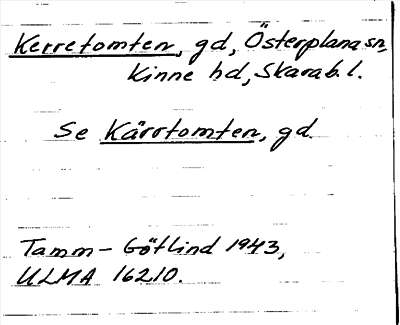 Kerretomten, gd, Österplana sn,
Kinne hd, Skarab. l.
Se Kärrtomten, gd.
Tamm-Götlind 1943,
ULMA 16210.